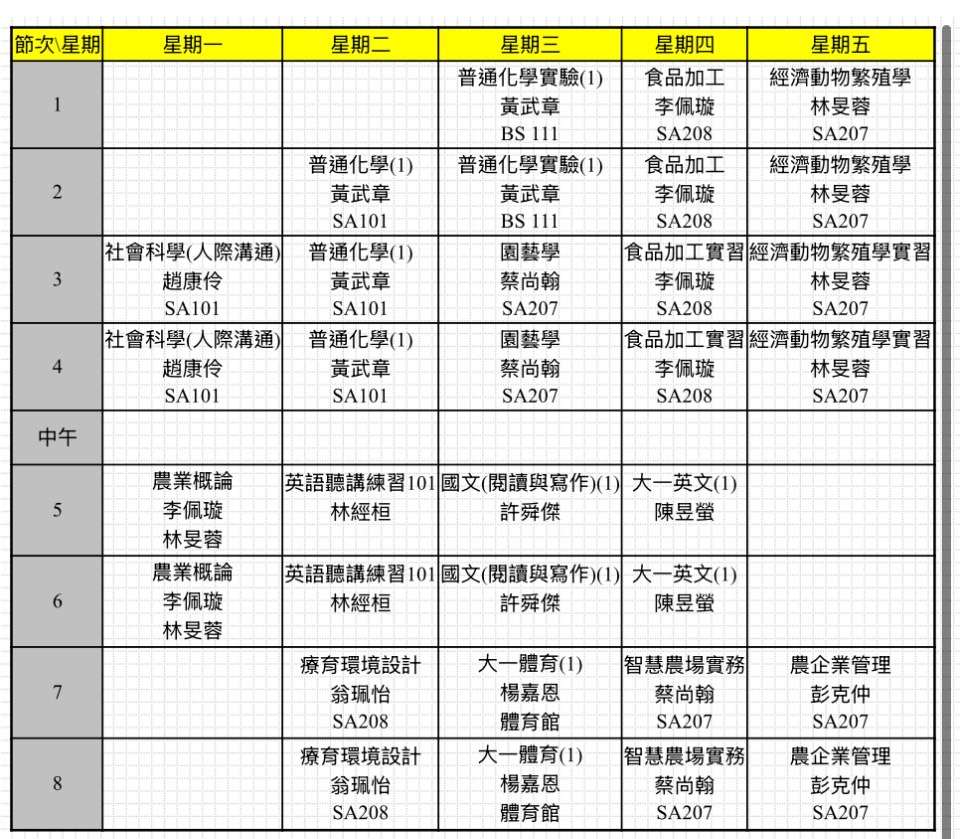 節次\星期 星期一 星期二 星期三 星期四 星期五
普通化學實驗(1) 食品加工 經濟動物繁殖學
1 黃武章 李佩璇 林旻蓉
BS 111 SA208 SA207
普通化學(1) 普通化學實驗(1) 食品加工 經濟動物繁殖學
2 黃武章 黃武章 李佩璇 林旻蓉
SA101 BS 111 SA208 SA207
社會科學(人際溝通) 普通化學(1) 園藝學 食品加工實習 經濟動物繁殖學實習
3 趙康伶 黃武章 蔡尚翰 李佩璇 林旻蓉
SA101 SA101 SA207 SA208 SA207
社會科學(人際溝通) 普通化學(1) 園藝學 食品加工實習 經濟動物繁殖學實習
4 趙康伶 黃武章 蔡尚翰 李佩璇 林旻蓉
SA101 SA101 SA207 SA208 SA207
中午
農業概論 英語聽講練習101 國文(閱讀與寫作)(1) 大一英文(1)
5 李佩璇 林經桓 許舜傑 陳昱螢
林旻蓉
農業概論 英語聽講練習101 國文(閱讀與寫作)(1) 大一英文(1)
6 李佩璇 林經桓 許舜傑 陳昱螢
林旻蓉
療育環境設計 大一體育(1) 智慧農場實務 農企業管理
7 翁珮怡 楊嘉恩 蔡尚翰 彭克仲
SA208 體育館 SA207 SA207
療育環境設計 大一體育(1) 智慧農場實務 農企業管理
8 翁珮怡 楊嘉恩 蔡尚翰 彭克仲
SA208 體育館 SA207 SA207